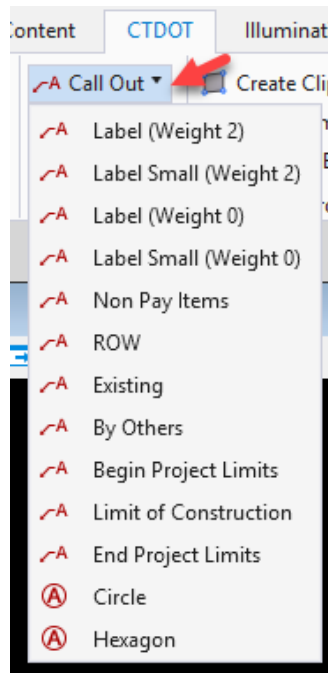 ontent CTDOT Illuminat
A Call Out Create Cli
A Label (Weight 2)
A Label Small (Weight 2)
A Label (Weight 0)
A Label Small (Weight 0)
A Non Pay Items
A ROW
A Existing
A By Others
A Begin Project Limits
A Limit of Construction
A End Project Limits
A Circle
A Hexagon